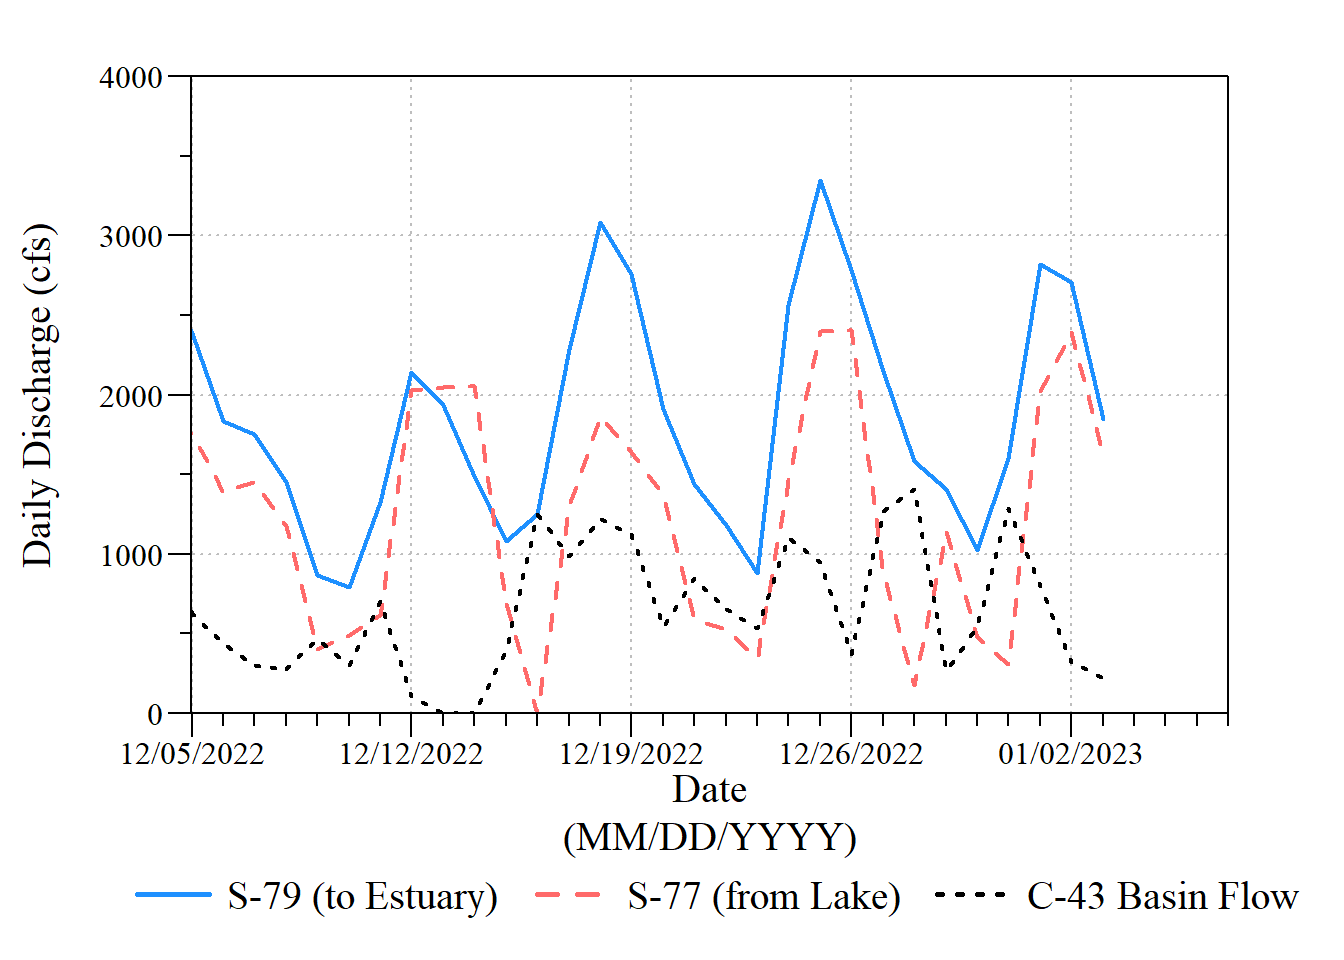 4000
3000
2000
1000
0
Daily Discharge (cfs)
12/05/2022 12/12/2022 12/19/2022 12/26/2022 01/02/2023
Date
(MM/DD/YYYY)
S-79 (to Estuary) S-77 (from Lake) C-43 Basin Flow